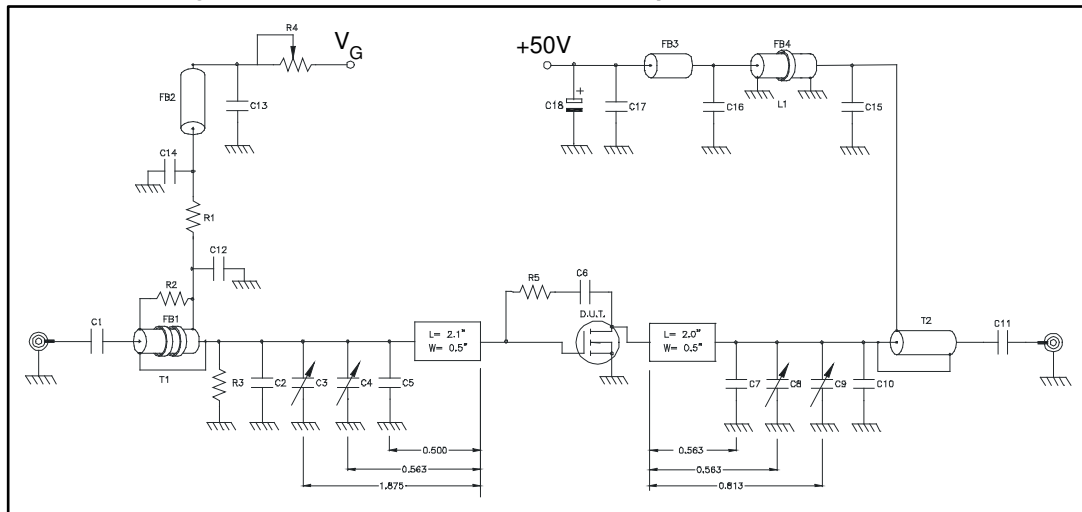 R4
V_G
FB2
C13
C14
R1
C12
R2
FB1
C1
T1
R3
C2
C3
C4
C5
L= 2.1"
W= 0.5"
0.500
0.563
1.875
+50V
FB3
FB4
+
C18
C17
C16
L1
C15
R5
C6
D.U.T.
L= 2.0"
W= 0.5"
C7
C8
C9
C10
T2
C11
0.563
0.563
0.813